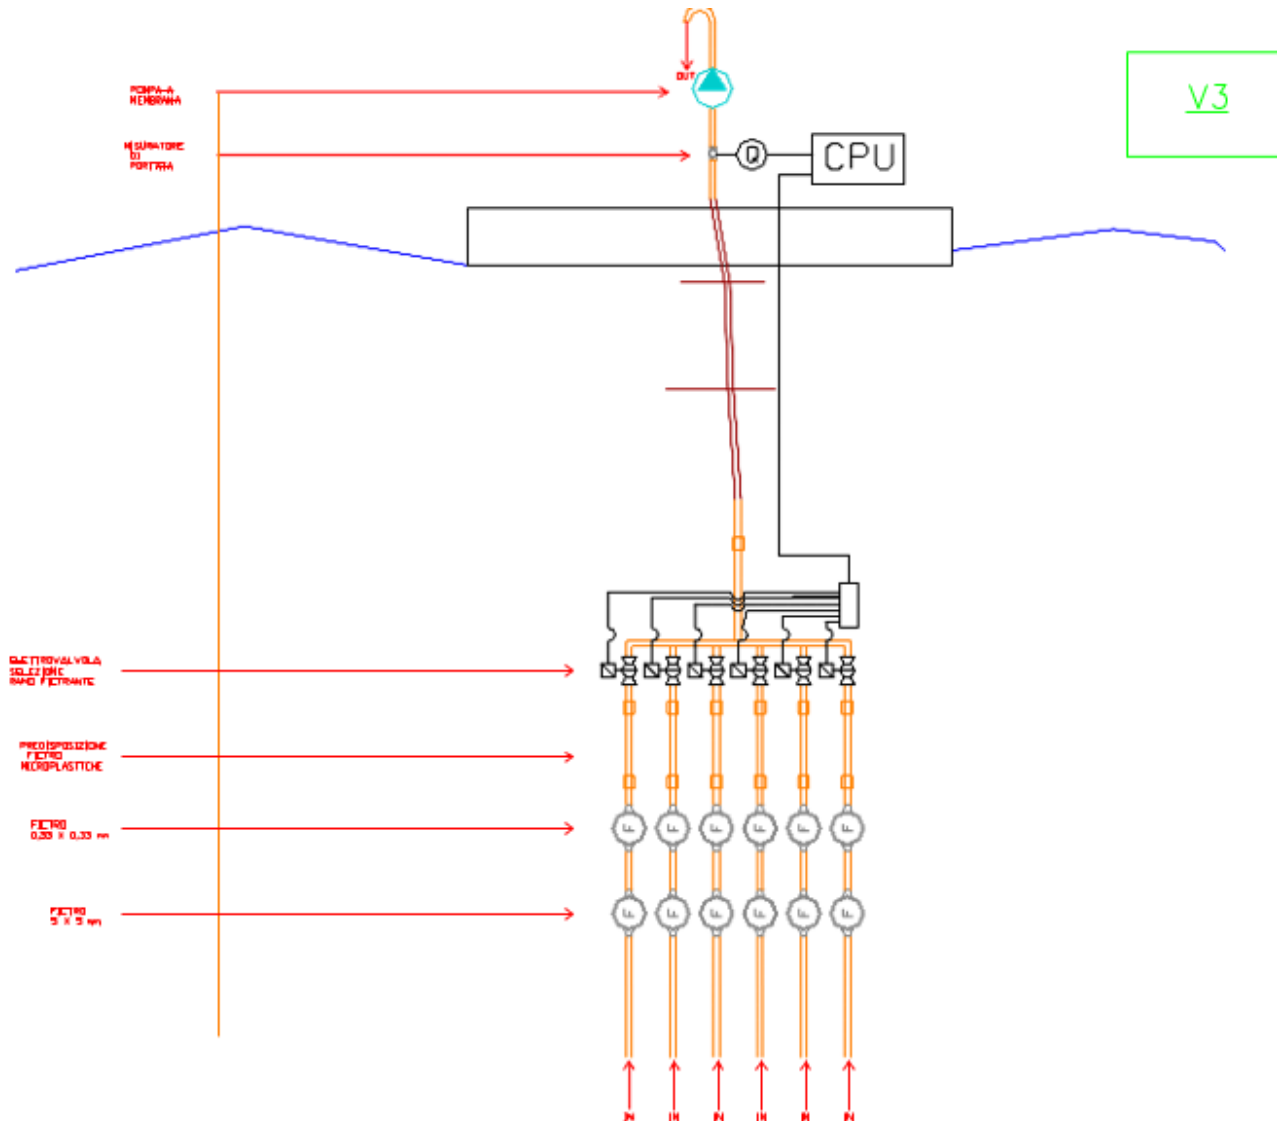 OUT
POMPA A
MEMBRANA
V3
MISURATORE
DI
PORTATA
Q
CPU
ELETTROVALVOLA
SELEZIONE
RAMO FILTRANTE
PREDISPOSIZIONE
FILTRO
MICROPLASTICHE
FILTRO
0,33 X 0,33 mm
F F F F F F
FILTRO
5 X 5 mm
F F F F F F
IN IN IN IN IN IN